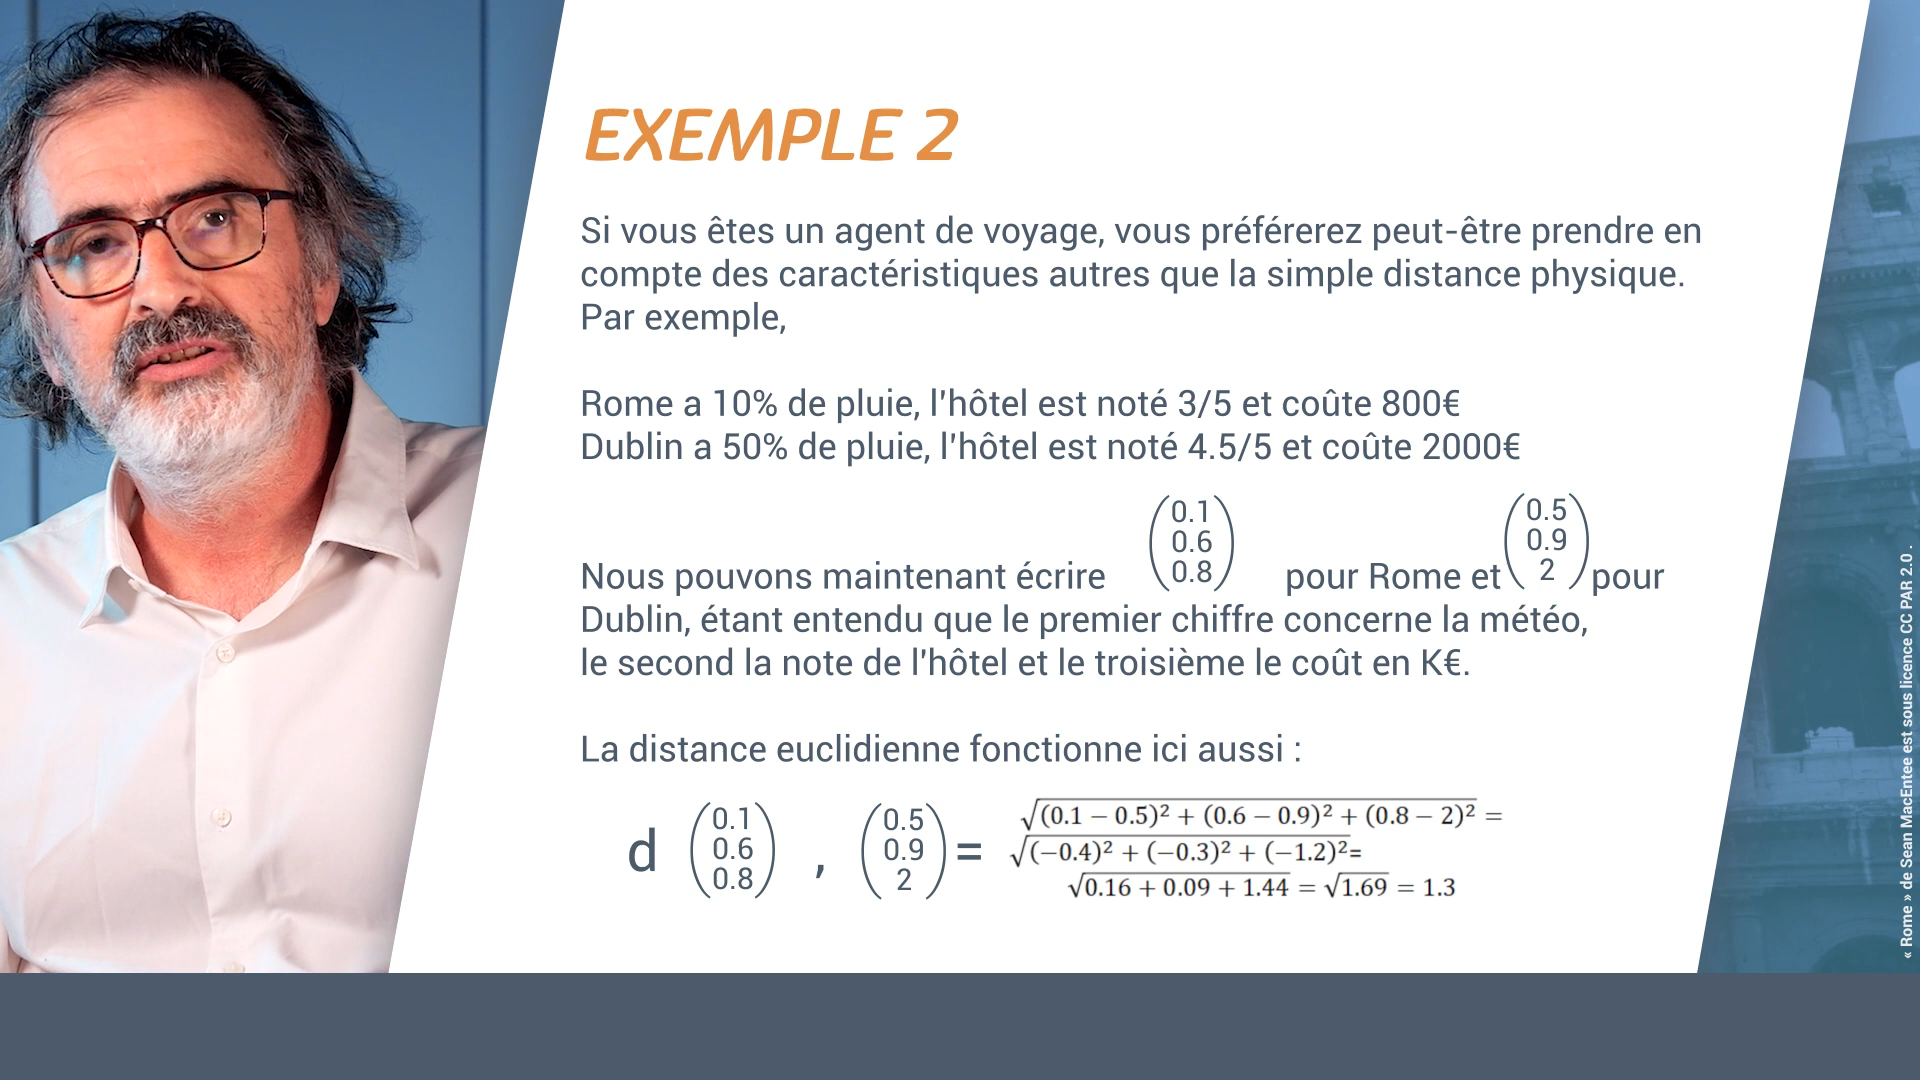 EXEMPLE 2
Si vous êtes un agent de voyage, vous préférerez peut-être prendre en
compte des caractéristiques autres que la simple distance physique.
Par exemple,
Rome a 10% de pluie, l'hôtel est noté 3/5 et coûte 800€
Dublin a 50% de pluie, l'hôtel est noté 4.5/5 et coûte 2000€
0.1 0.5
0.6 0.9
0.8 2
Nous pouvons maintenant écrire pour Rome et pour
Dublin, étant entendu que le premier chiffre concerne la météo,
le second la note de l'hôtel et le troisième le coût en K€.
La distance euclidienne fonctionne ici aussi :
0.1 0.5
d 0.6 , 0.9 =
0.8 2
√(0.1 − 0.5)² + (0.6 − 0.9)² + (0.8 − 2)² =
√(−0.4)² + (−0.3)² + (−1.2)²=
√0.16 + 0.09 + 1.44 = √1.69 = 1.3
« Rome » de Sean MacEntee est sous licence CC PAR 2.0 .